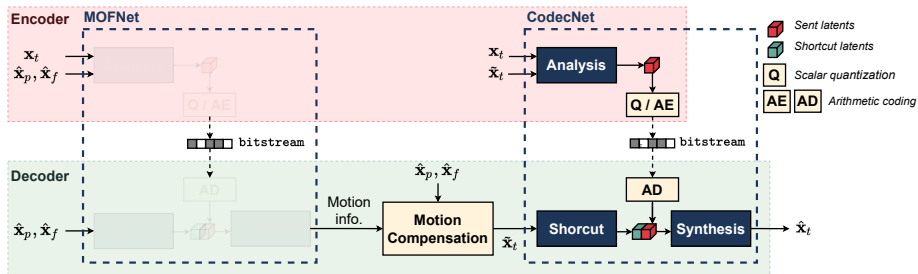 Encoder
MOFNet
CodecNet
x_t
x̂_p, x̂_f
Q / AE
bitstream
x_t
x̃_t
Analysis
Q / AE
bitstream
Sent latents
Shortcut latents
Q Scalar quantization
AE AD Arithmetic coding
Decoder
x̂_p, x̂_f
AD
Motion
info.
x̂_p, x̂_f
Motion
Compensation
x̃_t
Shorcut
AD
Synthesis
x̂_t